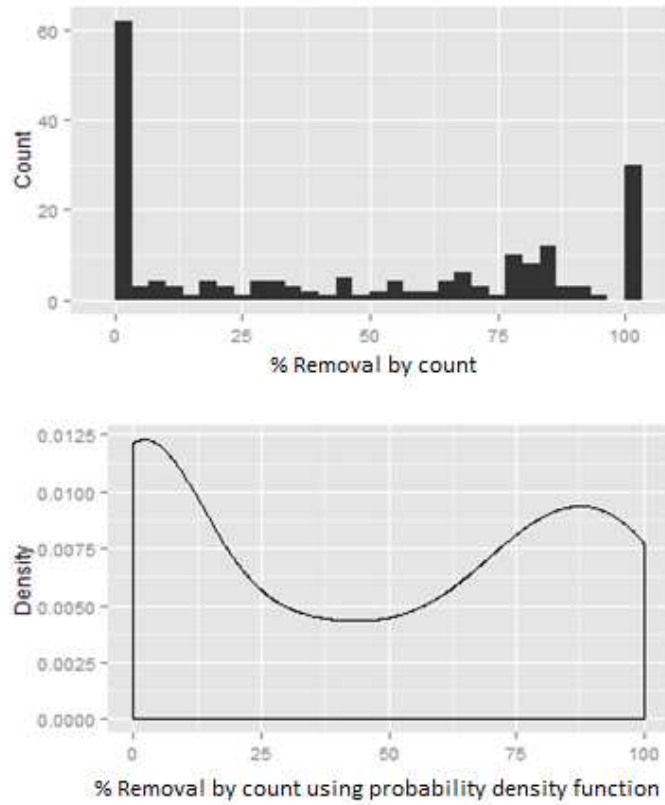 60
40
20
0
Count
0 25 50 75 100
% Removal by count
0.0125
0.0100
0.0075
0.0050
0.0025
0.0000
Density
0 25 50 75 100
% Removal by count using probability density function